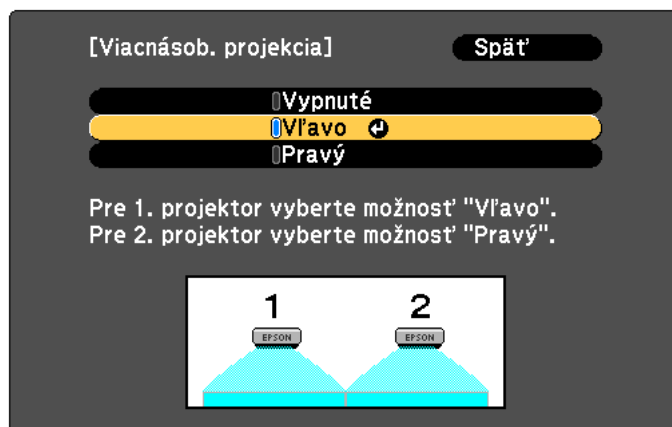 [Viacnásob. projekcia]
Späť
Vypnuté
Vľavo
Pravý
Pre 1. projektor vyberte možnosť "Vľavo".
Pre 2. projektor vyberte možnosť "Pravý".
1 2
EPSON EPSON